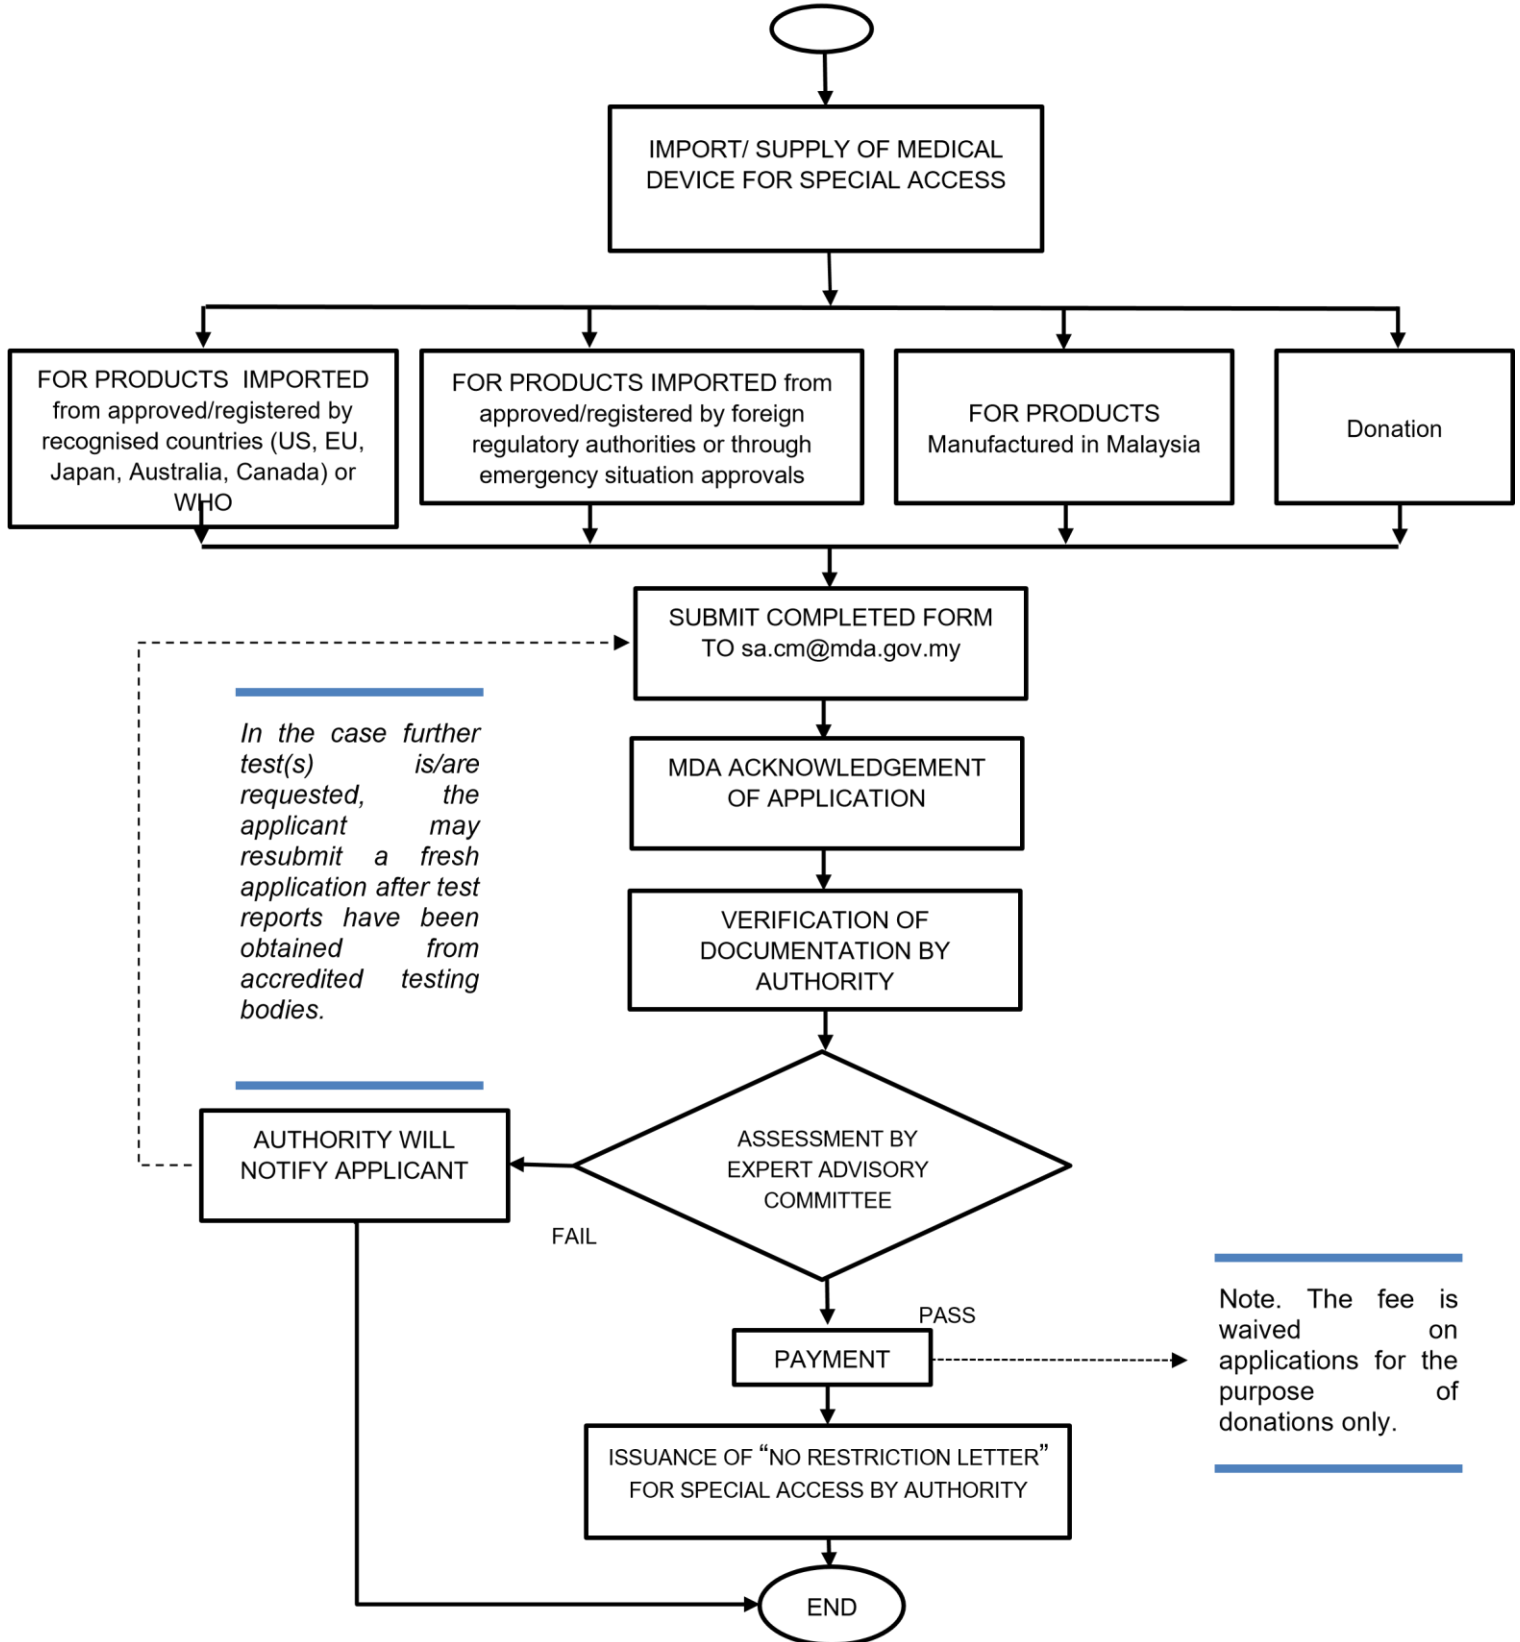 IMPORT/ SUPPLY OF MEDICAL
DEVICE FOR SPECIAL ACCESS
FOR PRODUCTS IMPORTED
from approved/registered by
recognised countries (US, EU,
Japan, Australia, Canada) or
WHO
FOR PRODUCTS IMPORTED from
approved/registered by foreign
regulatory authorities or through
emergency situation approvals
FOR PRODUCTS
Manufactured in Malaysia
Donation
SUBMIT COMPLETED FORM
TO sa.cm@mda.gov.my
In the case further
test(s) is/are
requested, the
applicant may
resubmit a fresh
application after test
reports have been
obtained from
accredited testing
bodies.
MDA ACKNOWLEDGEMENT
OF APPLICATION
VERIFICATION OF
DOCUMENTATION BY
AUTHORITY
ASSESSMENT BY
EXPERT ADVISORY
COMMITTEE
AUTHORITY WILL
NOTIFY APPLICANT
FAIL
PASS
PAYMENT
Note. The fee is
waived on
applications for the
purpose of
donations only.
ISSUANCE OF “NO RESTRICTION LETTER”
FOR SPECIAL ACCESS BY AUTHORITY
END